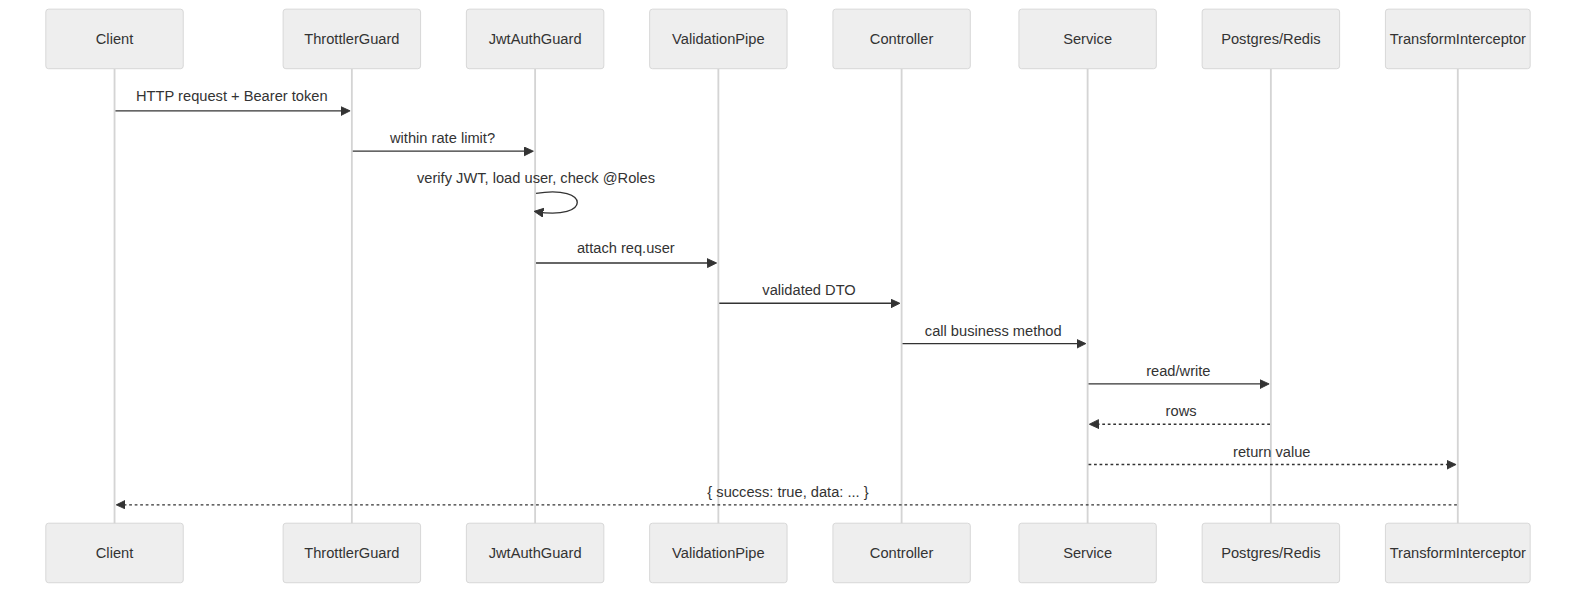 Client
ThrottlerGuard
JwtAuthGuard
ValidationPipe
Controller
Service
Postgres/Redis
TransformInterceptor
HTTP request + Bearer token
within rate limit?
verify JWT, load user, check @Roles
attach req.user
validated DTO
call business method
read/write
rows
return value
{ success: true, data: ... }
Client
ThrottlerGuard
JwtAuthGuard
ValidationPipe
Controller
Service
Postgres/Redis
TransformInterceptor